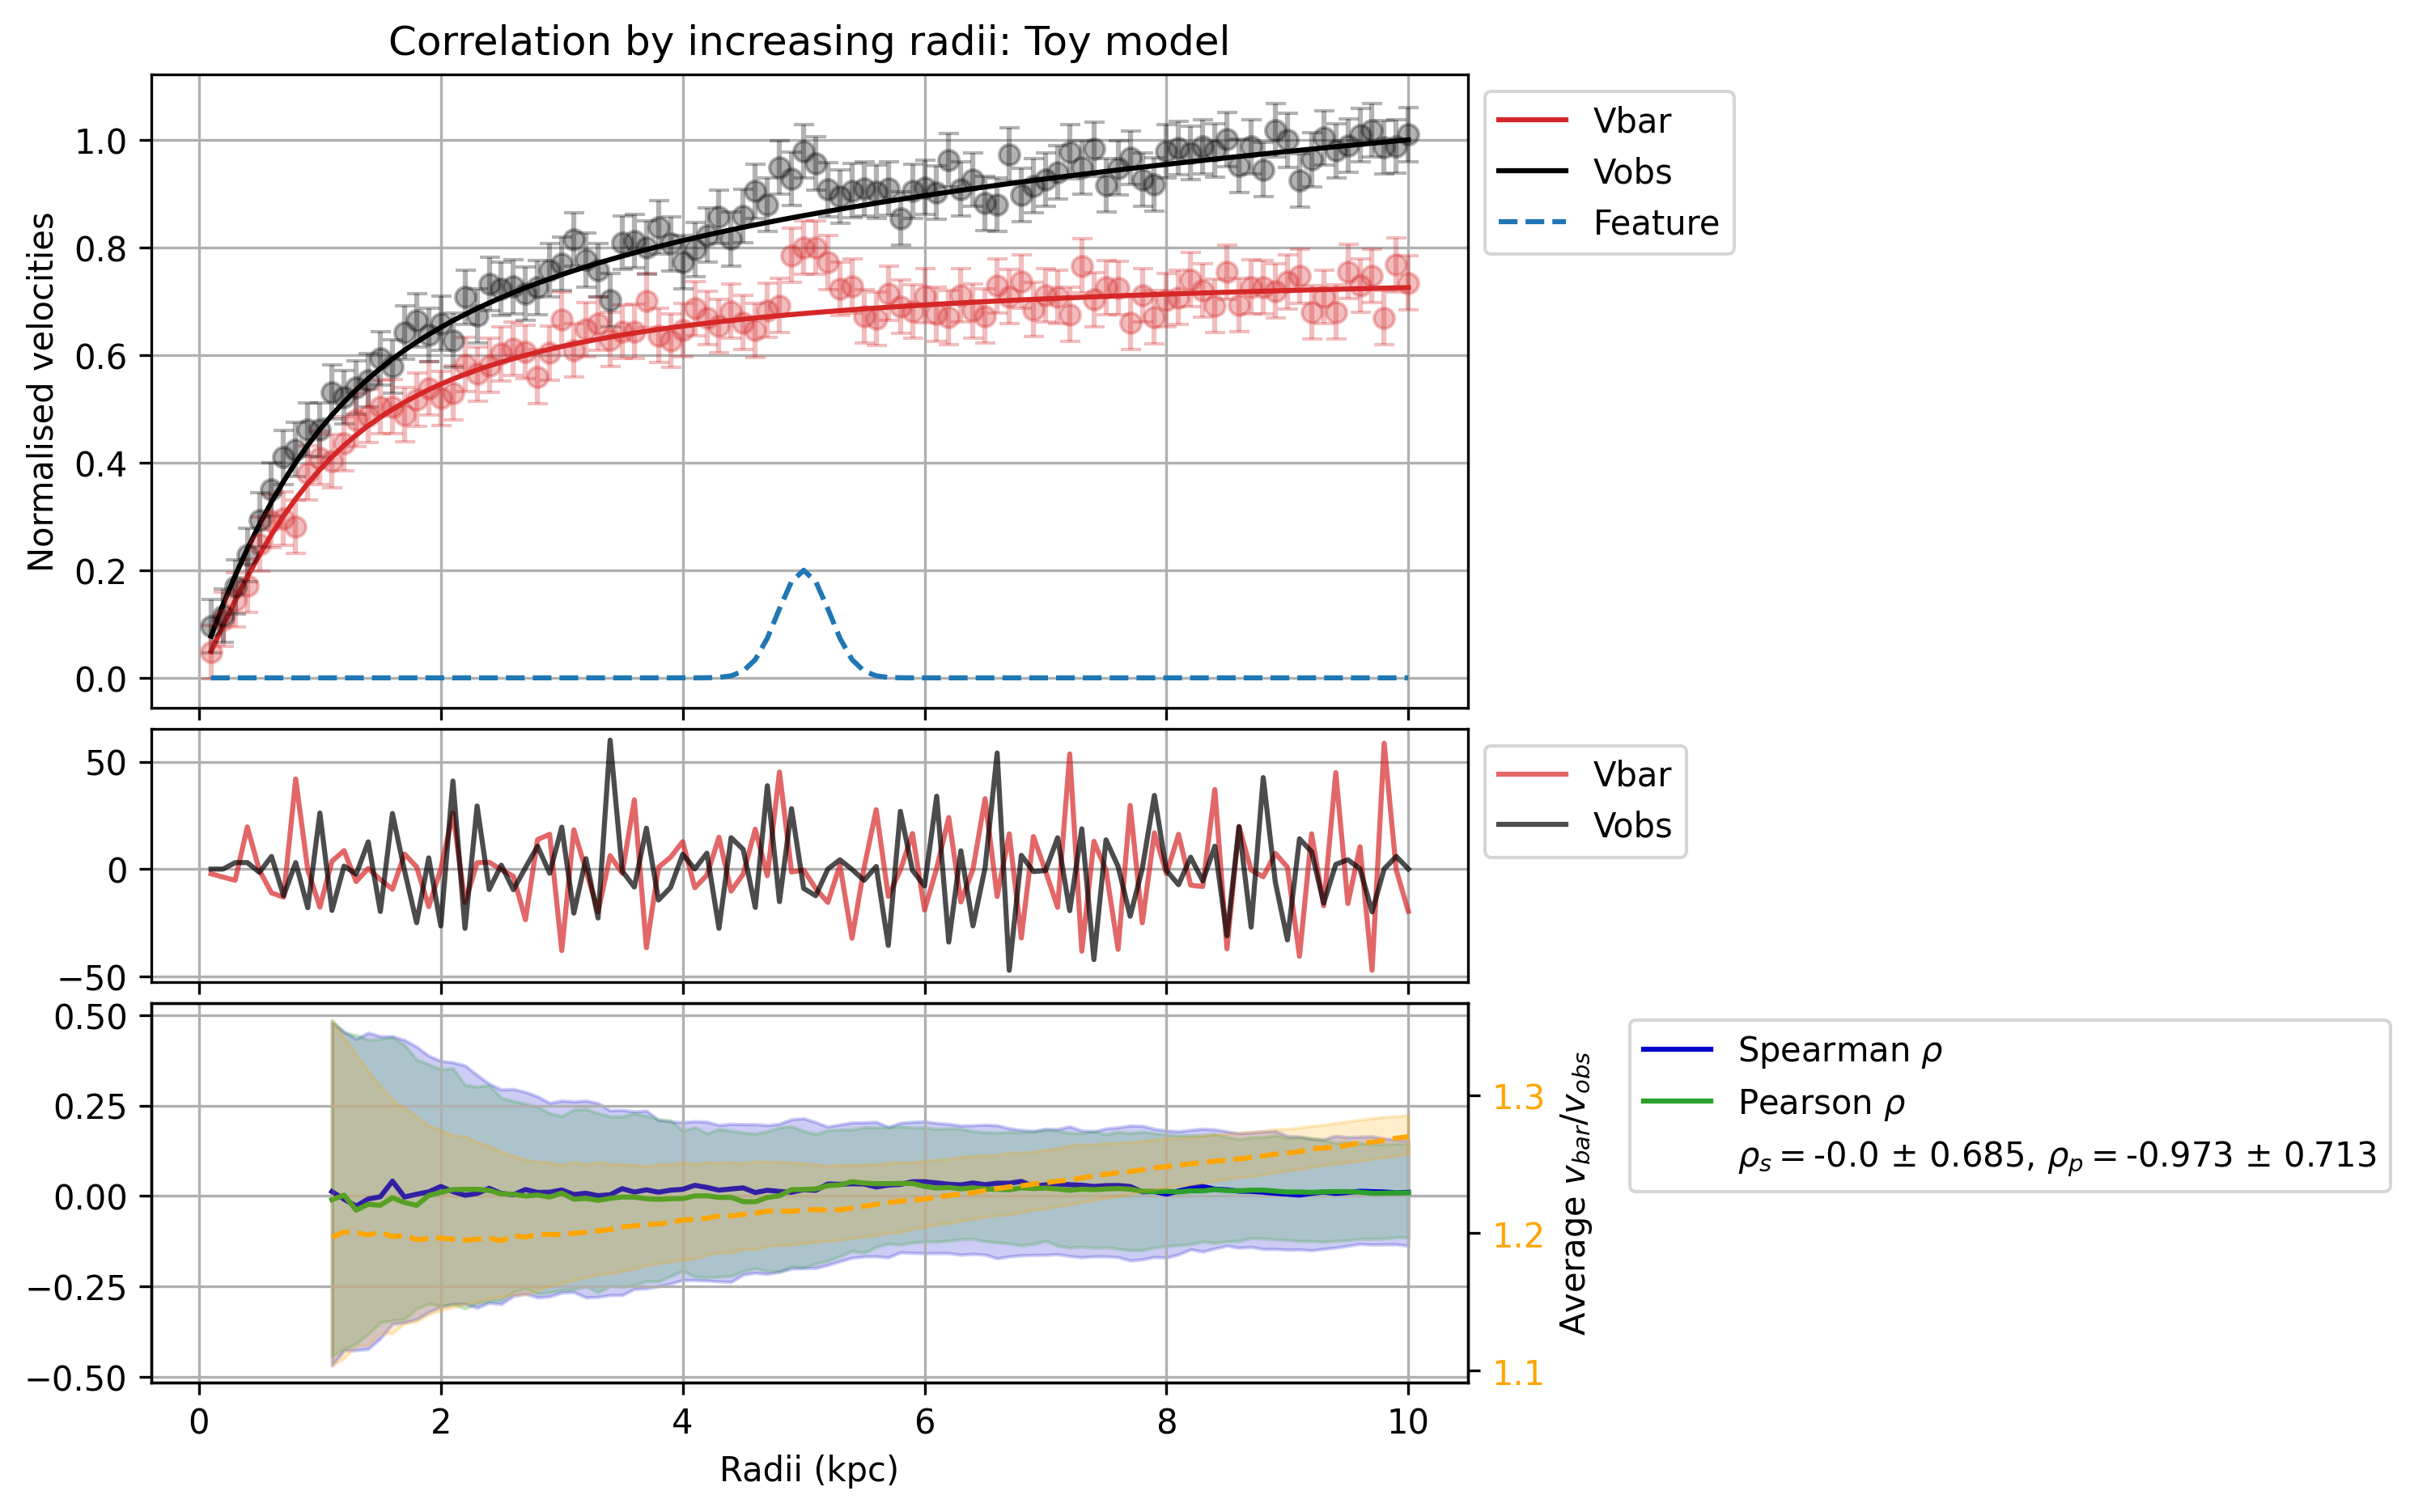 Correlation by increasing radii: Toy model
Normalised velocities
1.0
0.8
0.6
0.4
0.2
0.0
Vbar
Vobs
Feature
50
0
−50
Vbar
Vobs
0.50
0.25
0.00
−0.25
−0.50
1.3
1.2
1.1
Average v_{bar}/v_{obs}
Spearman ρ
Pearson ρ
ρ_s = -0.0 ± 0.685, ρ_p = -0.973 ± 0.713
0 2 4 6 8 10
Radii (kpc)